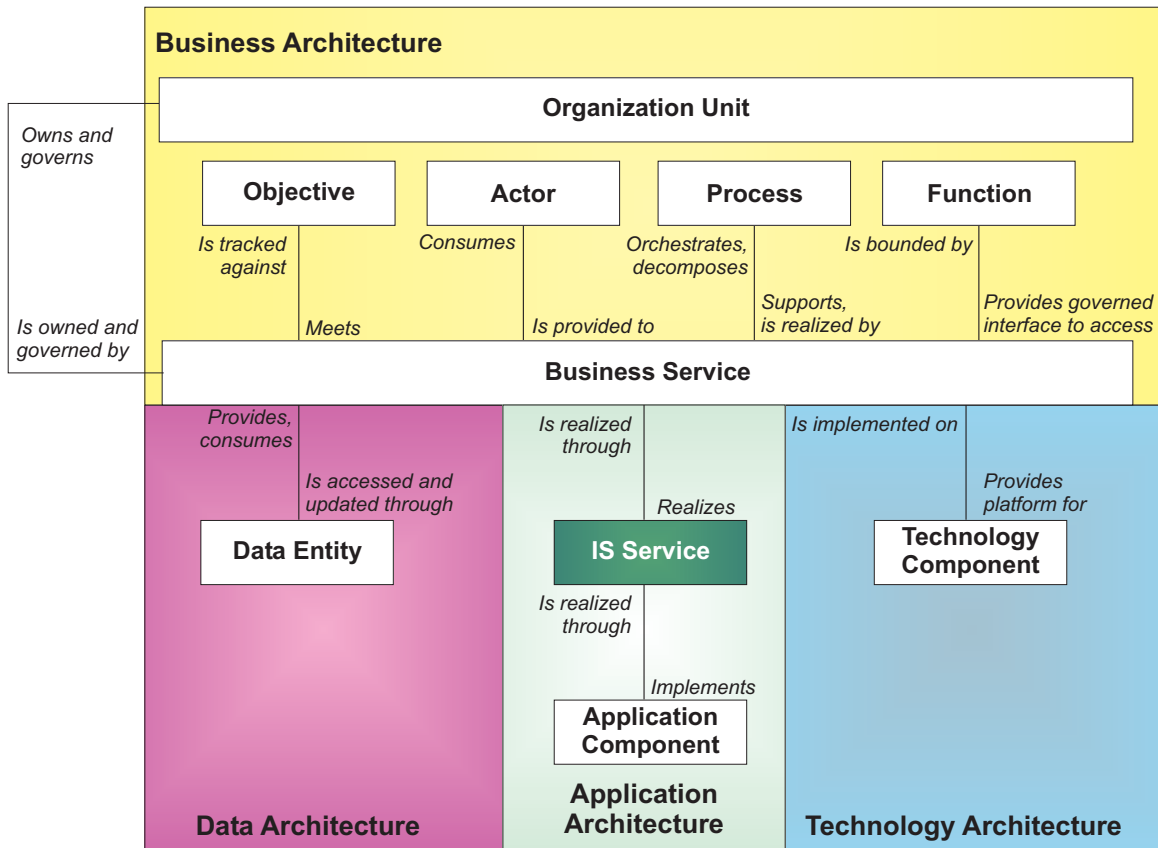 Business Architecture
Organization Unit
Owns and
governs
Objective
Actor
Process
Function
Is tracked
against
Consumes
Orchestrates,
decomposes
Is bounded by
Is owned and
governed by
Meets
Is provided to
Supports,
is realized by
Provides governed
interface to access
Business Service
Provides,
consumes
Is realized
through
Is implemented on
Is accessed and
updated through
Realizes
Provides
platform for
Data Entity
IS Service
Technology
Component
Is realized
through
Implements
Application
Component
Data Architecture
Application
Architecture
Technology Architecture